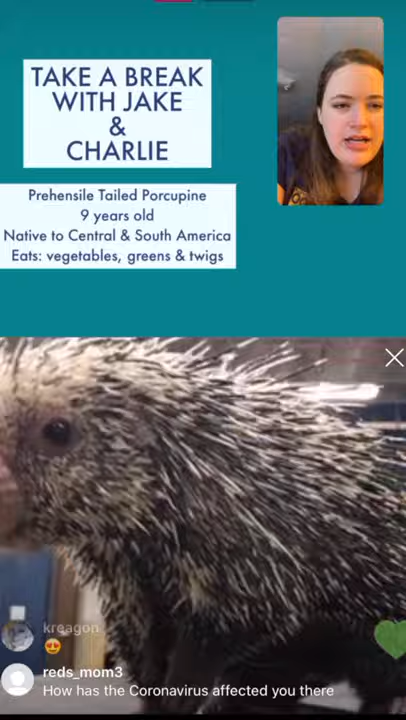 TAKE A BREAK
WITH JAKE
&
CHARLIE
Prehensile Tailed Porcupine
9 years old
Native to Central & South America
Eats: vegetables, greens & twigs
kreagon
reds_mom3
How has the Coronavirus affected you there